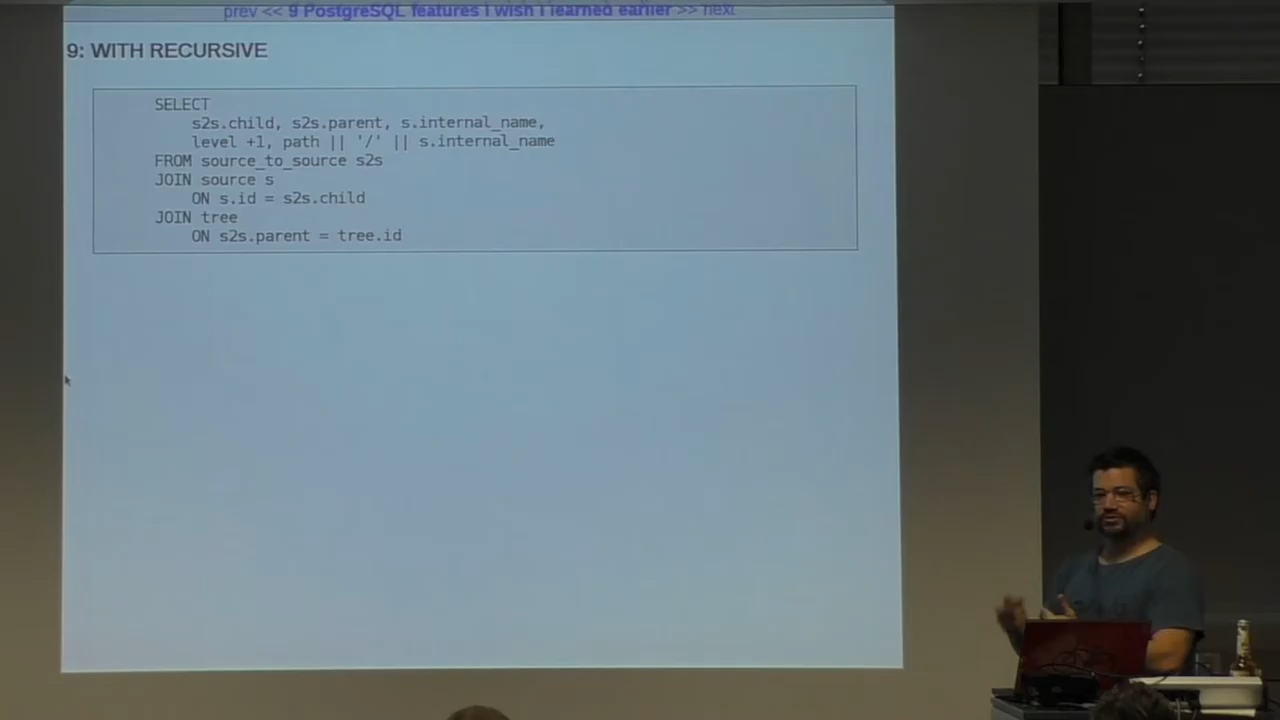 prev << 9 PostgreSQL features I wish I learned earlier >> next
9: WITH RECURSIVE
SELECT
s2s.child, s2s.parent, s.internal_name,
level +1, path || '/' || s.internal_name
FROM source_to_source s2s
JOIN source s
ON s.id = s2s.child
JOIN tree
ON s2s.parent = tree.id